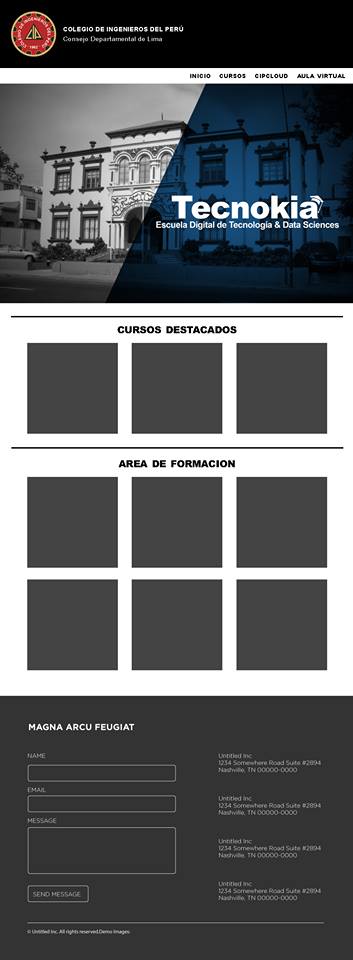 COLEGIO DE INGENIEROS DEL PERÚ
Consejo Departamental de Lima
INICIO CURSOS CIPCLOUD AULA VIRTUAL
Tecnokia
Escuela Digital de Tecnología & Data Sciences
CURSOS DESTACADOS
AREA DE FORMACION
MAGNA ARCU FEUGIAT
NAME
EMAIL
MESSAGE
SEND MESSAGE
Untitled Inc
1234 Somewhere Road Suite #2894
Nashville, TN 00000-0000
Untitled Inc
1234 Somewhere Road Suite #2894
Nashville, TN 00000-0000
Untitled Inc
1234 Somewhere Road Suite #2894
Nashville, TN 00000-0000
Untitled Inc
1234 Somewhere Road Suite #2894
Nashville, TN 00000-0000
© Untitled Inc. All rights reserved.Demo Images: